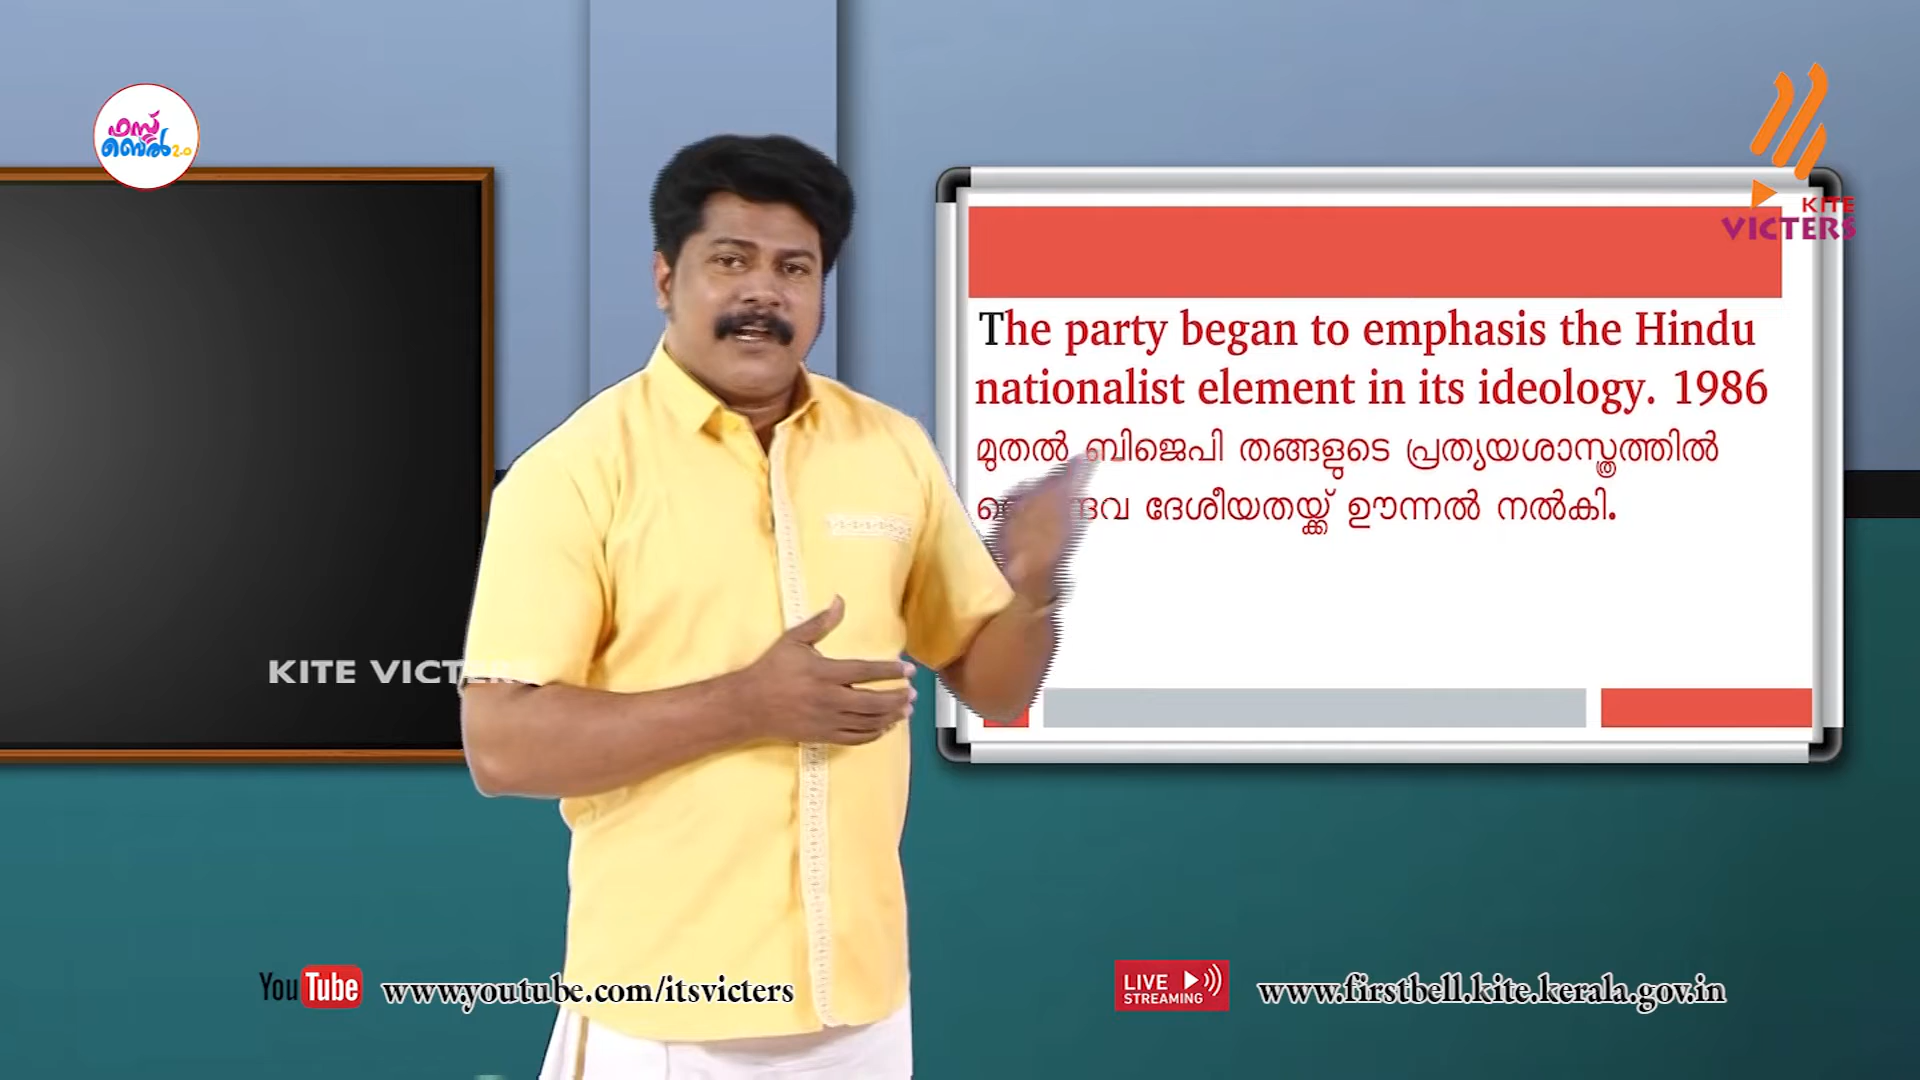 ഫസ്റ്റ്
ബെൽ 2.0
KITE
VICTERS
The party began to emphasis the Hindu
nationalist element in its ideology. 1986
മുതൽ ബിജെപി തങ്ങളുടെ പ്രത്യയശാസ്ത്രത്തിൽ
ദേശീയതയ്ക്ക് ഊന്നൽ നൽകി.
KITE VICTERS
YouTube www.youtube.com/itsvicters
LIVE
STREAMING
www.firstbell.kite.kerala.gov.in